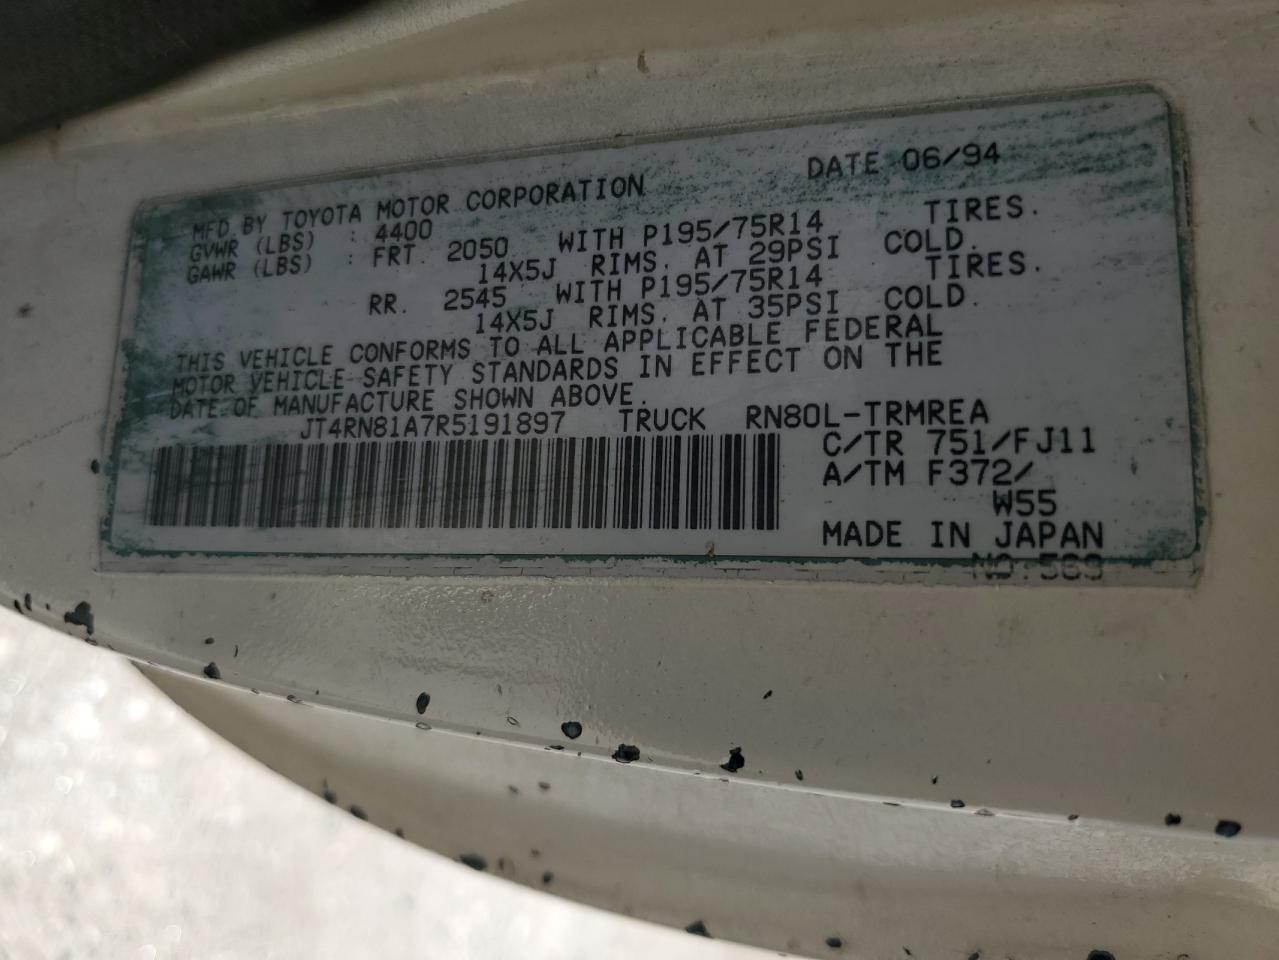 MFD. BY TOYOTA MOTOR CORPORATION DATE 06/94
GVWR (LBS) : 4400
GAWR (LBS) : FRT. 2050 WITH P195/75R14 TIRES.
14X5J RIMS. AT 29PSI COLD.
RR. 2545 WITH P195/75R14 TIRES.
14X5J RIMS. AT 35PSI COLD.
THIS VEHICLE CONFORMS TO ALL APPLICABLE FEDERAL
MOTOR VEHICLE SAFETY STANDARDS IN EFFECT ON THE
DATE OF MANUFACTURE SHOWN ABOVE.
JT4RN81A7R5191897 TRUCK RN80L-TRMREA
C/TR 751/FJ11
A/TM F372/
W55
MADE IN JAPAN
NO.569